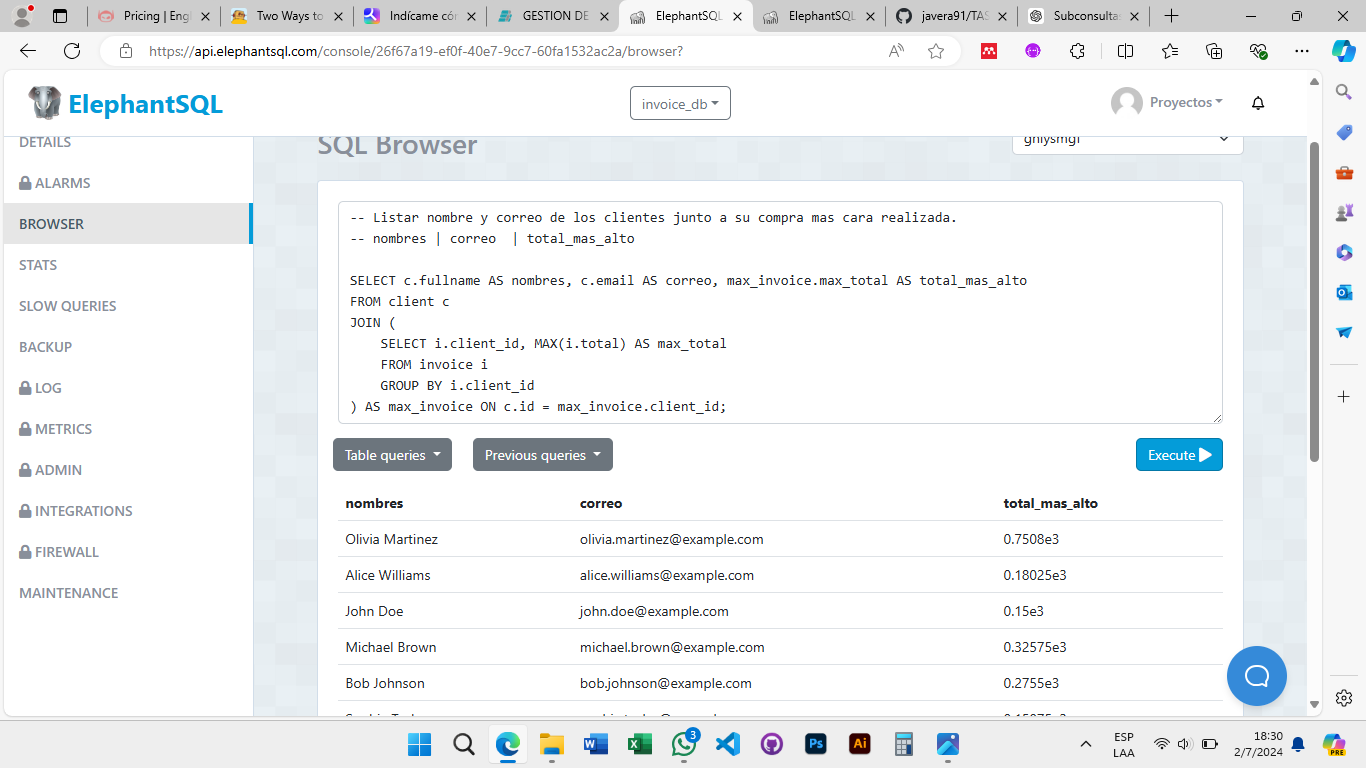 Pricing | Engl
Two Ways to
Indícame cóm
GESTION DE
ElephantSQL
ElephantSQL
javera91/TAS
Subconsultas
https://api.elephantsql.com/console/26f67a19-ef0f-40e7-9cc7-60fa1532ac2a/browser?
ElephantSQL
invoice_db
Proyectos
DETAILS
ALARMS
BROWSER
STATS
SLOW QUERIES
BACKUP
LOG
METRICS
ADMIN
INTEGRATIONS
FIREWALL
MAINTENANCE
SQL Browser
-- Listar nombre y correo de los clientes junto a su compra mas cara realizada.
-- nombres | correo  | total_mas_alto
SELECT c.fullname AS nombres, c.email AS correo, max_invoice.max_total AS total_mas_alto
FROM client c
JOIN (
    SELECT i.client_id, MAX(i.total) AS max_total
    FROM invoice i
    GROUP BY i.client_id
) AS max_invoice ON c.id = max_invoice.client_id;
Table queries
Previous queries
Execute
nombres correo total_mas_alto
Olivia Martinez olivia.martinez@example.com 0.7508e3
Alice Williams alice.williams@example.com 0.18025e3
John Doe john.doe@example.com 0.15e3
Michael Brown michael.brown@example.com 0.32575e3
Bob Johnson bob.johnson@example.com 0.2755e3
3
Ps
Ai
ESP
LAA
18:30
2/7/2024
PRE